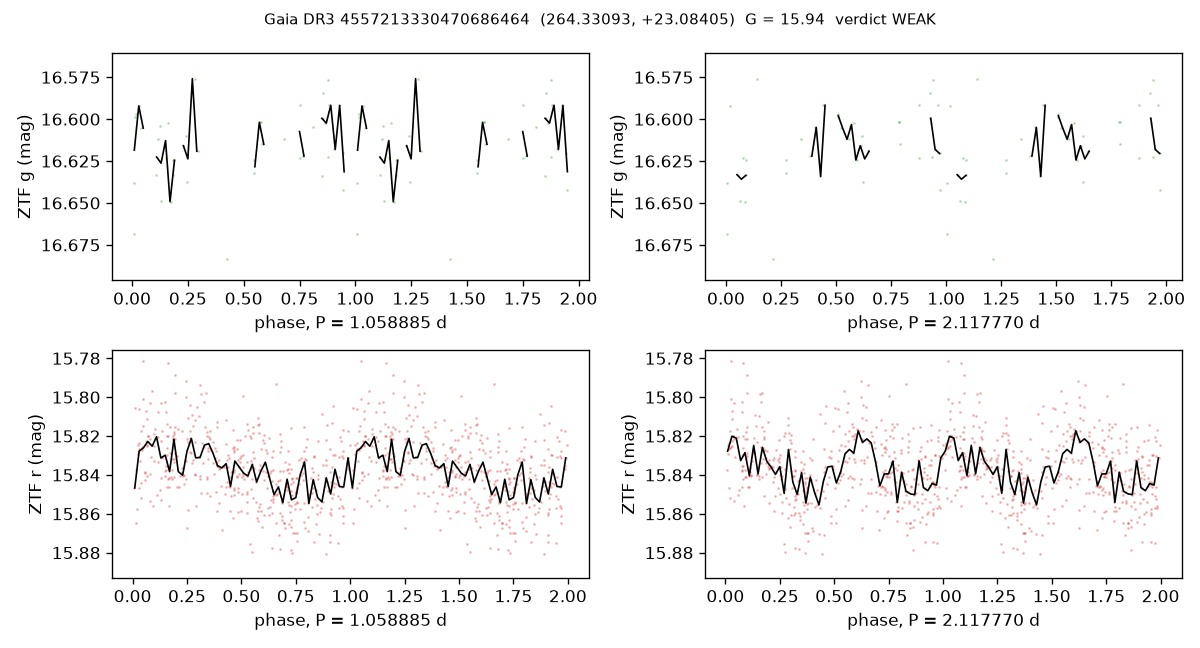 Gaia DR3 4557213330470686464 (264.33093, +23.08405) G = 15.94 verdict WEAK
ZTF g (mag)
16.575
16.600
16.625
16.650
16.675
0.00 0.25 0.50 0.75 1.00 1.25 1.50 1.75 2.00
phase, P = 1.058885 d
ZTF g (mag)
16.575
16.600
16.625
16.650
16.675
0.00 0.25 0.50 0.75 1.00 1.25 1.50 1.75 2.00
phase, P = 2.117770 d
ZTF r (mag)
15.78
15.80
15.82
15.84
15.86
15.88
0.00 0.25 0.50 0.75 1.00 1.25 1.50 1.75 2.00
phase, P = 1.058885 d
ZTF r (mag)
15.78
15.80
15.82
15.84
15.86
15.88
0.00 0.25 0.50 0.75 1.00 1.25 1.50 1.75 2.00
phase, P = 2.117770 d